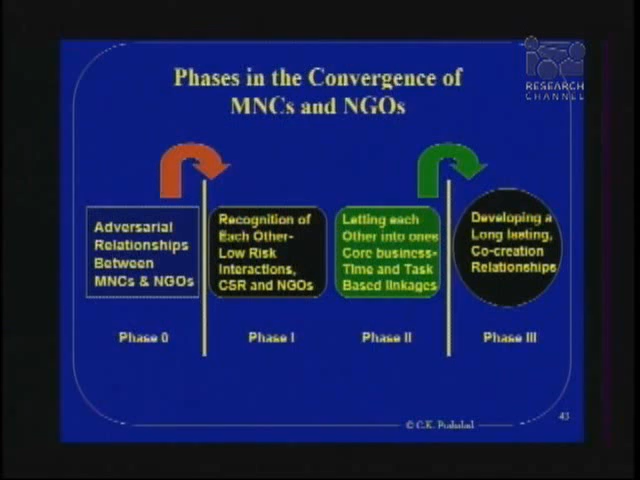 Phases in the Convergence of
MNCs and NGOs
RESEARCH
CHANNEL
Adversarial
Relationships
Between
MNCs & NGOs
Recognition of
Each Other-
Low Risk
Interactions,
CSR and NGOs
Letting each
Other into ones
Core business-
Time and Task
Based linkages
Developing a
Long lasting,
Co-creation
Relationships
Phase 0
Phase I
Phase II
Phase III
© C.K. Prahalad
43